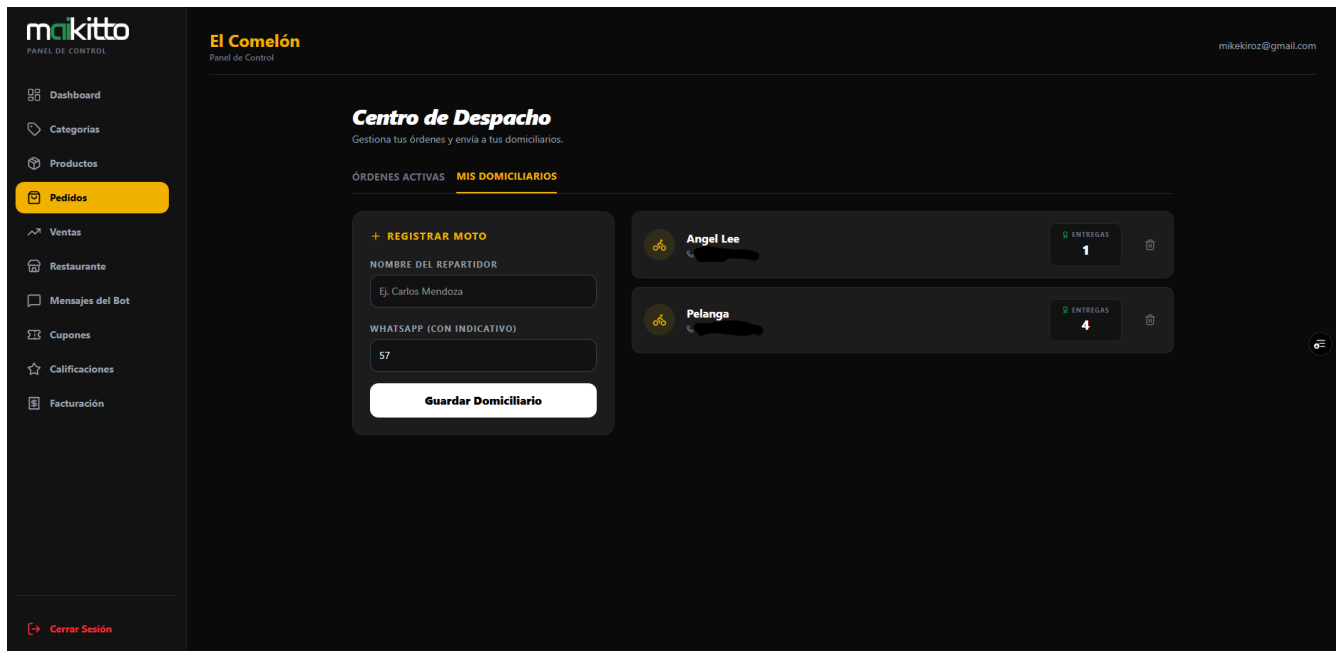 maikitto
PANEL DE CONTROL
Dashboard
Categorías
Productos
Pedidos
Ventas
Restaurante
Mensajes del Bot
Cupones
Calificaciones
Facturación
Cerrar Sesión
El Comelón
Panel de Control
mikekiroz@gmail.com
Centro de Despacho
Gestiona tus órdenes y envía a tus domiciliarios.
ÓRDENES ACTIVAS MIS DOMICILIARIOS
+ REGISTRAR MOTO
NOMBRE DEL REPARTIDOR
Ej. Carlos Mendoza
WHATSAPP (CON INDICATIVO)
57
Guardar Domiciliario
Angel Lee
ENTREGAS
1
Pelanga
ENTREGAS
4